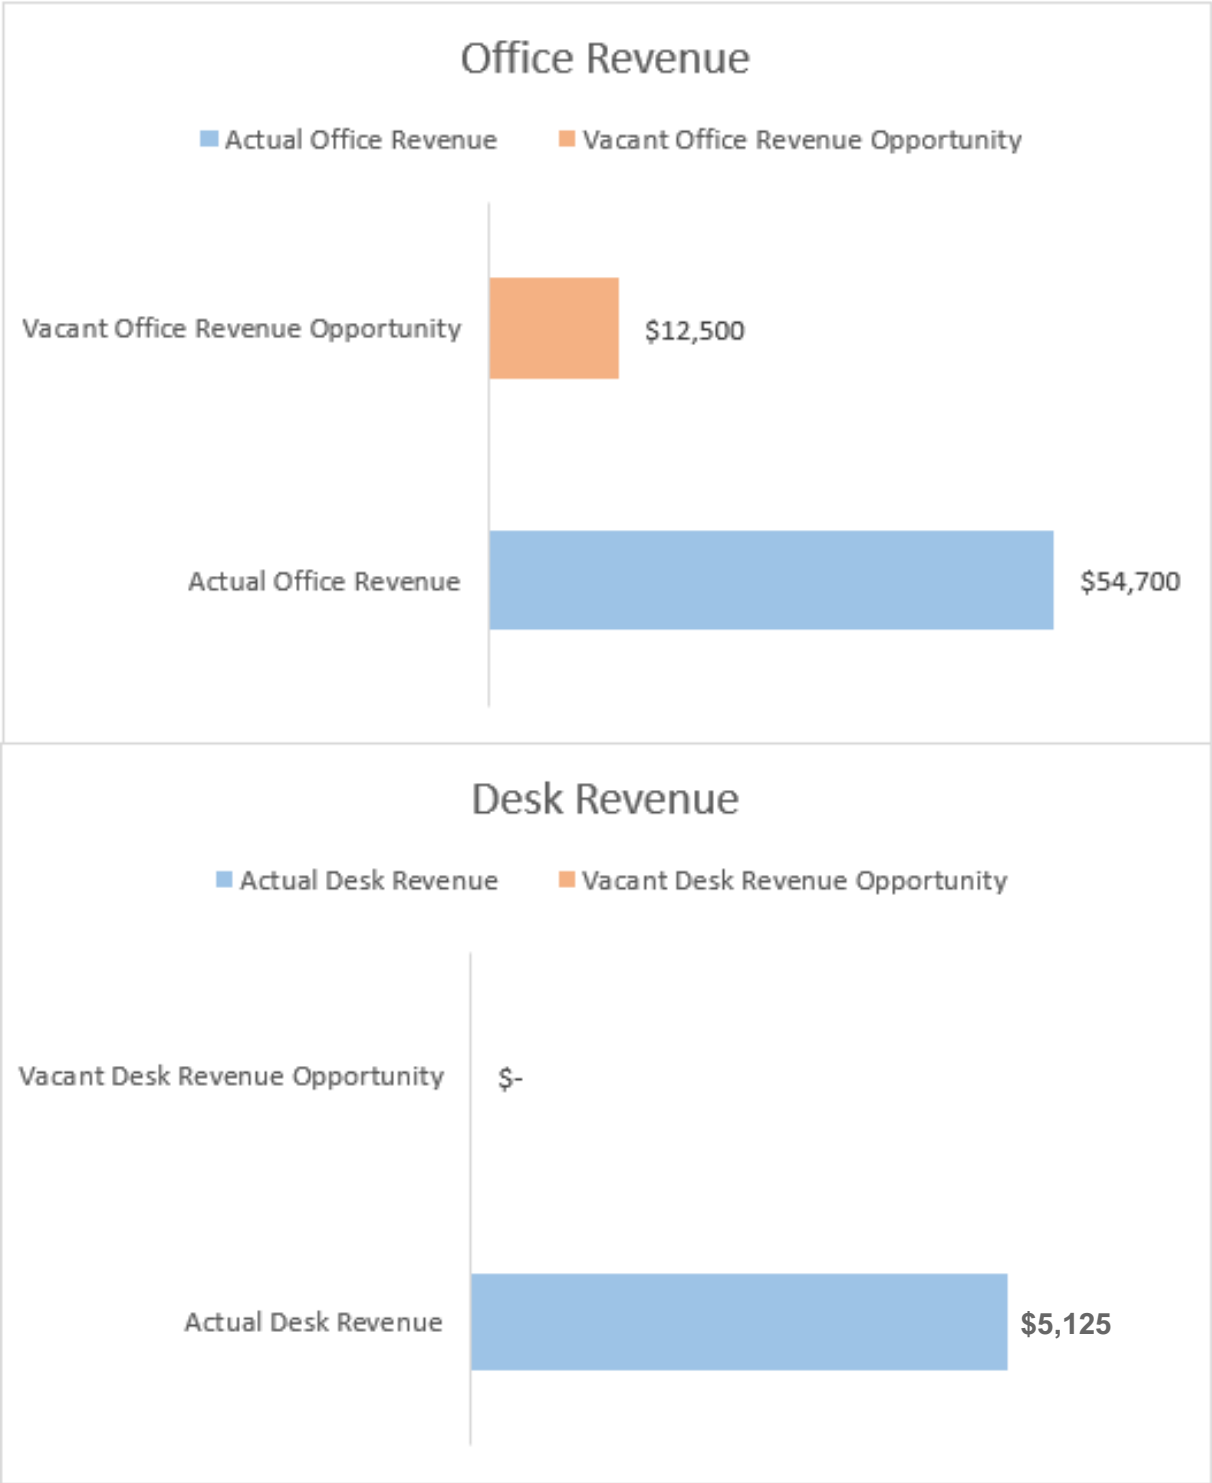 Office Revenue
Actual Office Revenue Vacant Office Revenue Opportunity
Vacant Office Revenue Opportunity $12,500
Actual Office Revenue $54,700
Desk Revenue
Actual Desk Revenue Vacant Desk Revenue Opportunity
Vacant Desk Revenue Opportunity $-
Actual Desk Revenue $5,125